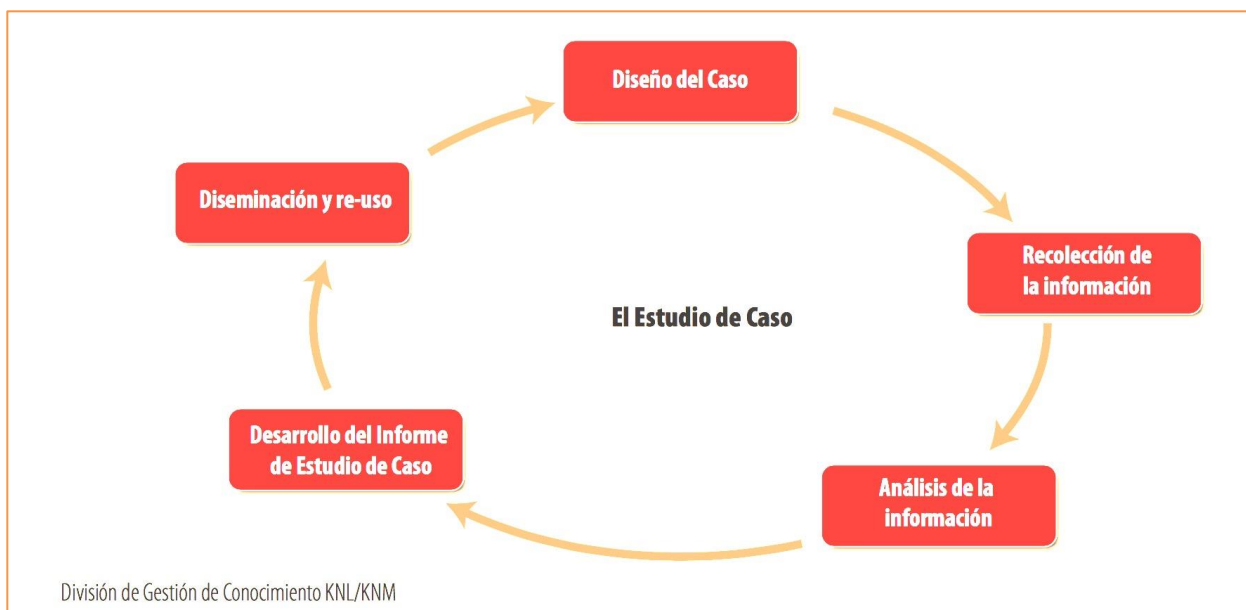 Diseño del Caso
Diseminación y re-uso
Recolección de
la información
El Estudio de Caso
Desarrollo del Informe
de Estudio de Caso
Análisis de la
información
División de Gestión de Conocimiento KNL/KNM